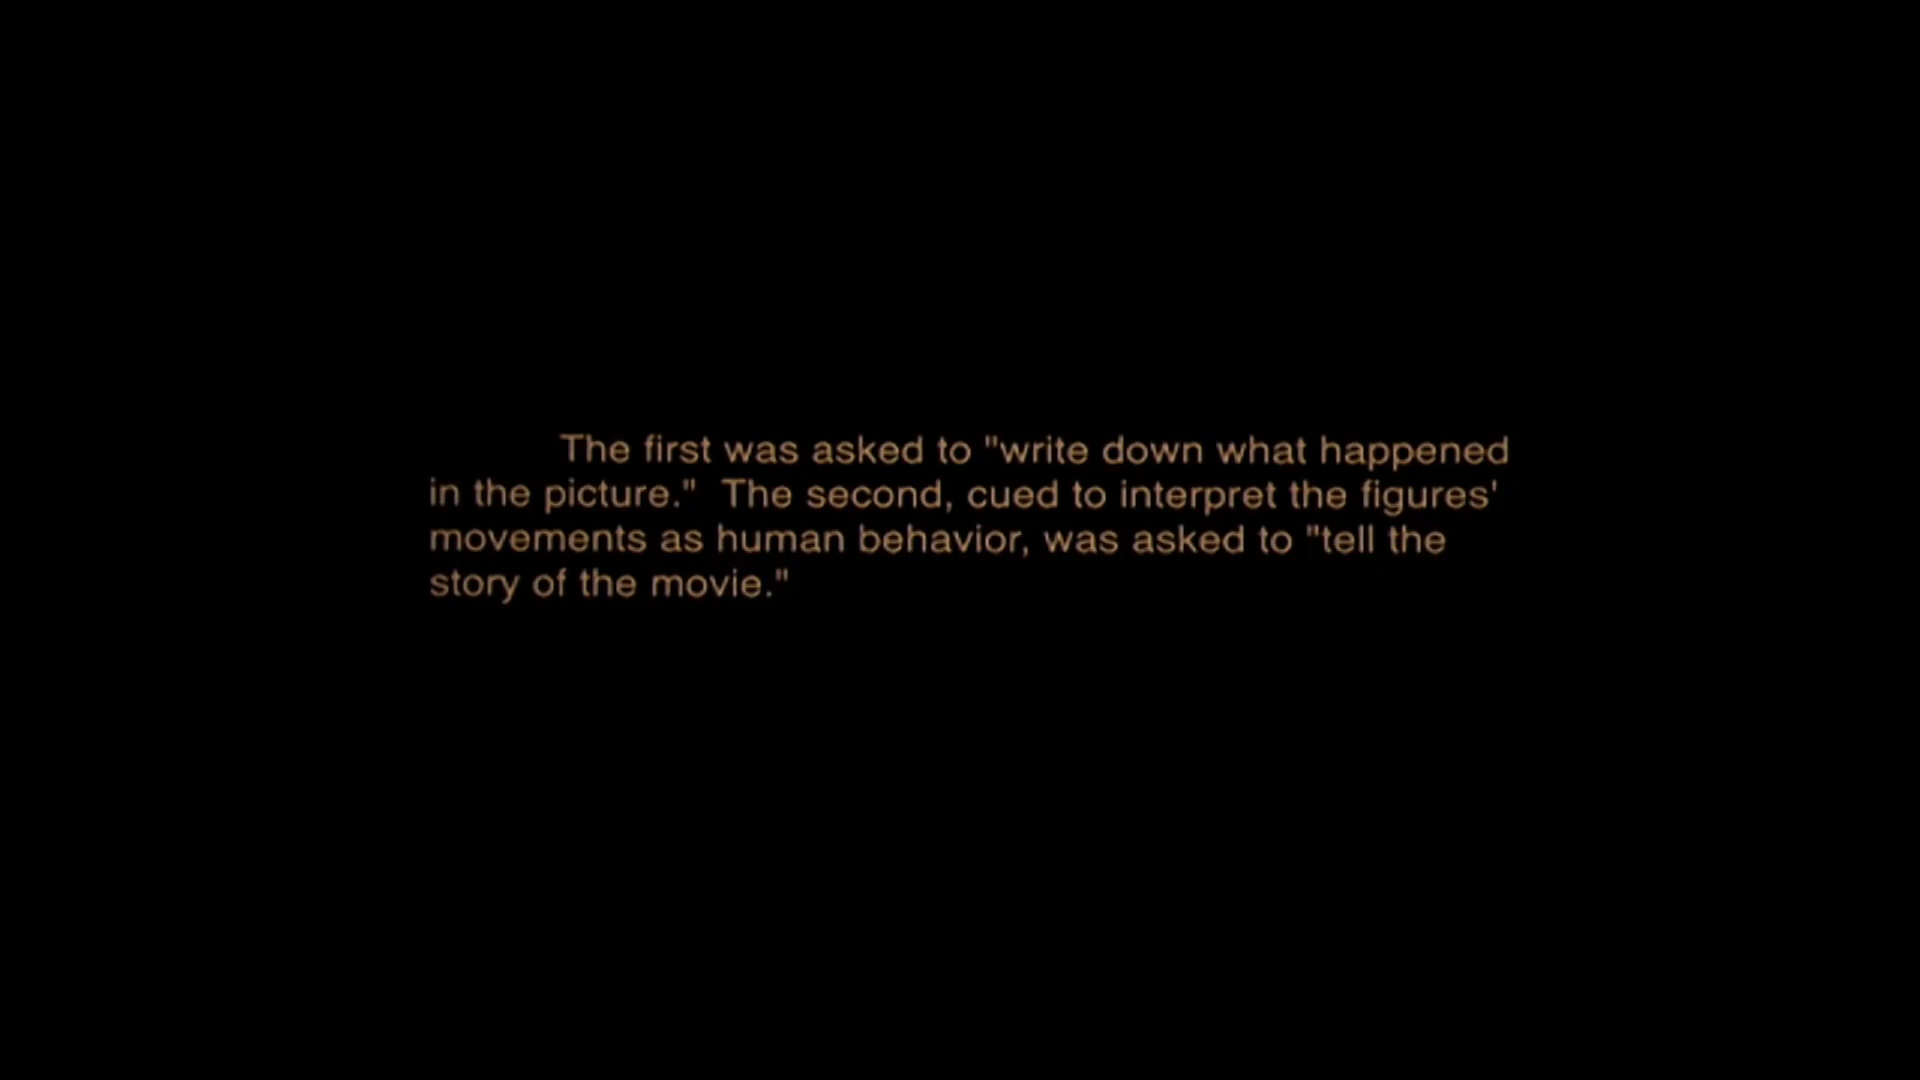 The first was asked to "write down what happened
in the picture."  The second, cued to interpret the figures'
movements as human behavior, was asked to "tell the
story of the movie."